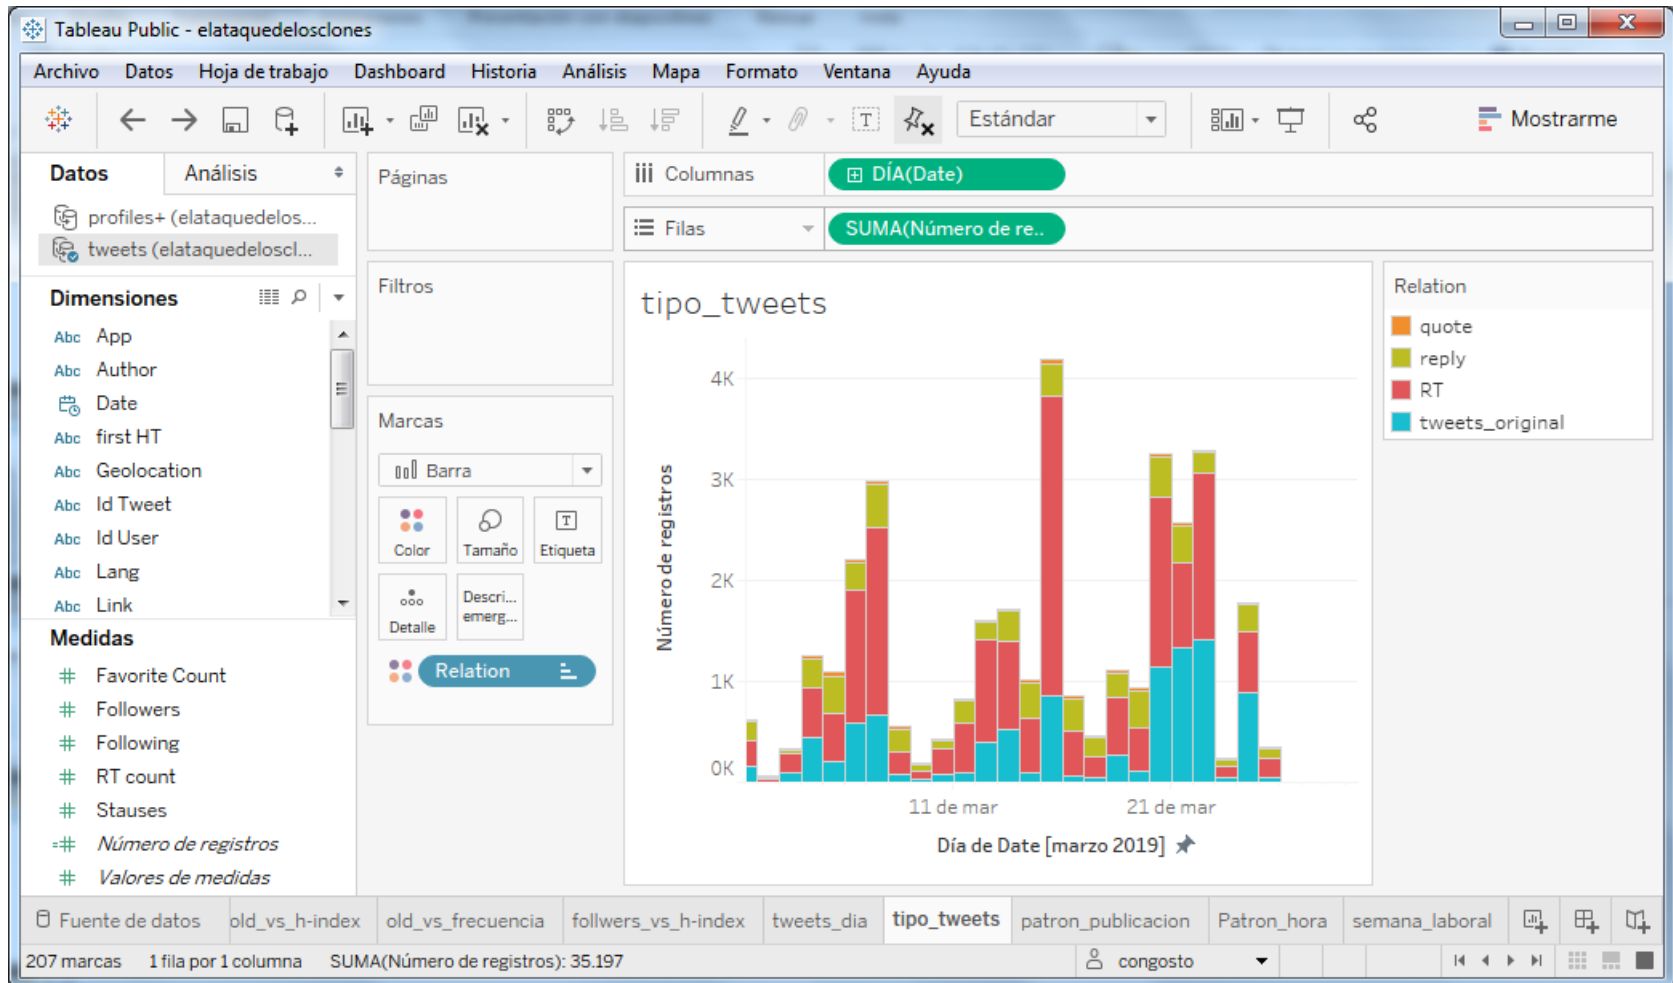 Tableau Public - elataquedelosclones
Archivo Datos Hoja de trabajo Dashboard Historia Análisis Mapa Formato Ventana Ayuda
Estándar
Mostrarme
Datos Análisis
profiles+ (elataquedelos...
tweets (elataquedeloscl...
Dimensiones
Abc App
Abc Author
Date
Abc first HT
Abc Geolocation
Abc Id Tweet
Abc Id User
Abc Lang
Abc Link
Medidas
# Favorite Count
# Followers
# Following
# RT count
# Stauses
=# Número de registros
# Valores de medidas
Páginas
Filtros
Marcas
Barra
Color Tamaño Etiqueta
Detalle Descri... emerg...
Relation
Columnas DÍA(Date)
Filas SUMA(Número de re..
tipo_tweets
Número de registros
4K
3K
2K
1K
0K
11 de mar 21 de mar
Día de Date [marzo 2019]
Relation
quote
reply
RT
tweets_original
Fuente de datos old_vs_h-index old_vs_frecuencia follwers_vs_h-index tweets_dia tipo_tweets patron_publicacion Patron_hora semana_laboral
207 marcas 1 fila por 1 columna SUMA(Número de registros): 35.197 congosto